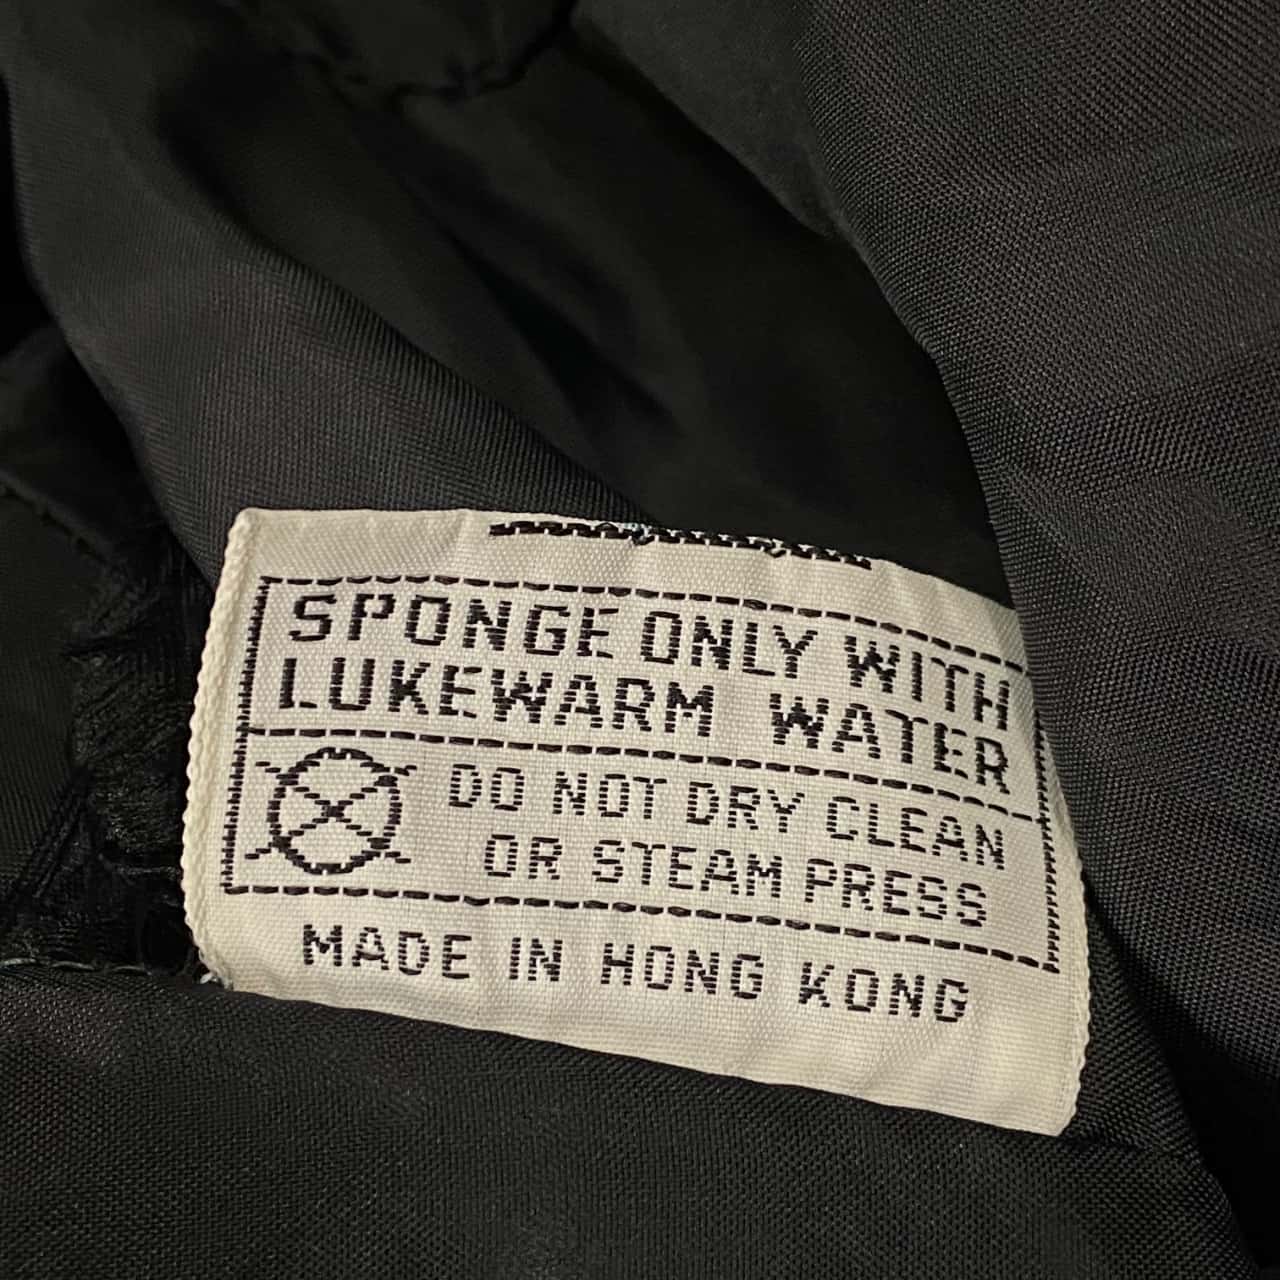 SPONGE ONLY WITH
LUKEWARM WATER
DO NOT DRY CLEAN
OR STEAM PRESS
MADE IN HONG KONG